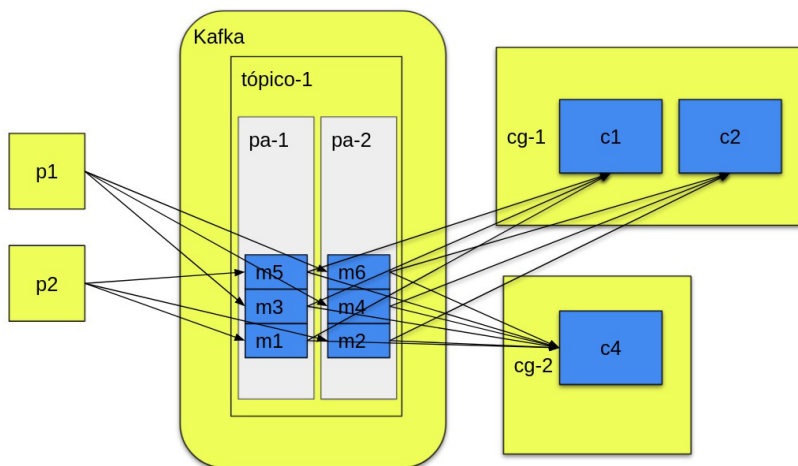 Kafka
tópico-1
pa-1
pa-2
p1
p2
m5
m6
m3
m4
m1
m2
cg-1
c1
c2
cg-2
c4